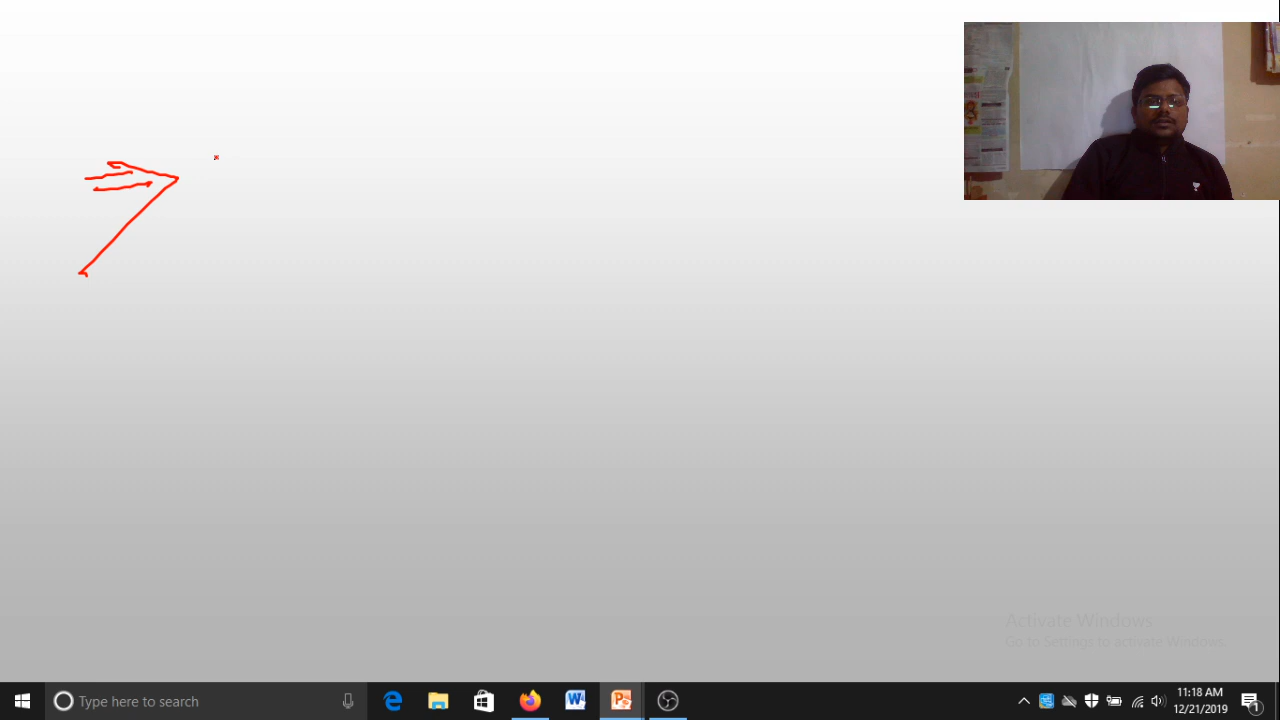 Activate Windows
Go to Settings to activate Windows.
Type here to search
11:18 AM
12/21/2019